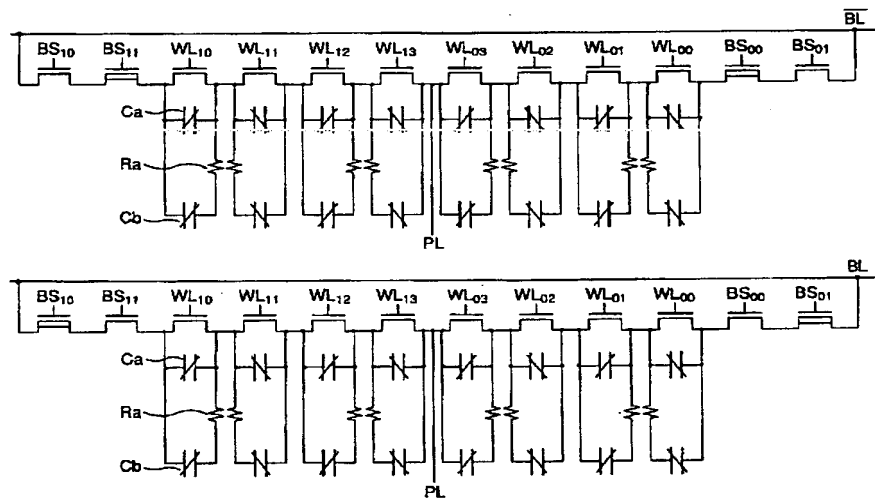 B̅L̅
BS₁₀ BS₁₁ WL₁₀ WL₁₁ WL₁₂ WL₁₃ WL₀₃ WL₀₂ WL₀₁ WL₀₀ BS₀₀ BS₀₁
Ca
Ra
Cb
PL
BL
BS₁₀ BS₁₁ WL₁₀ WL₁₁ WL₁₂ WL₁₃ WL₀₃ WL₀₂ WL₀₁ WL₀₀ BS₀₀ BS₀₁
Ca
Ra
Cb
PL